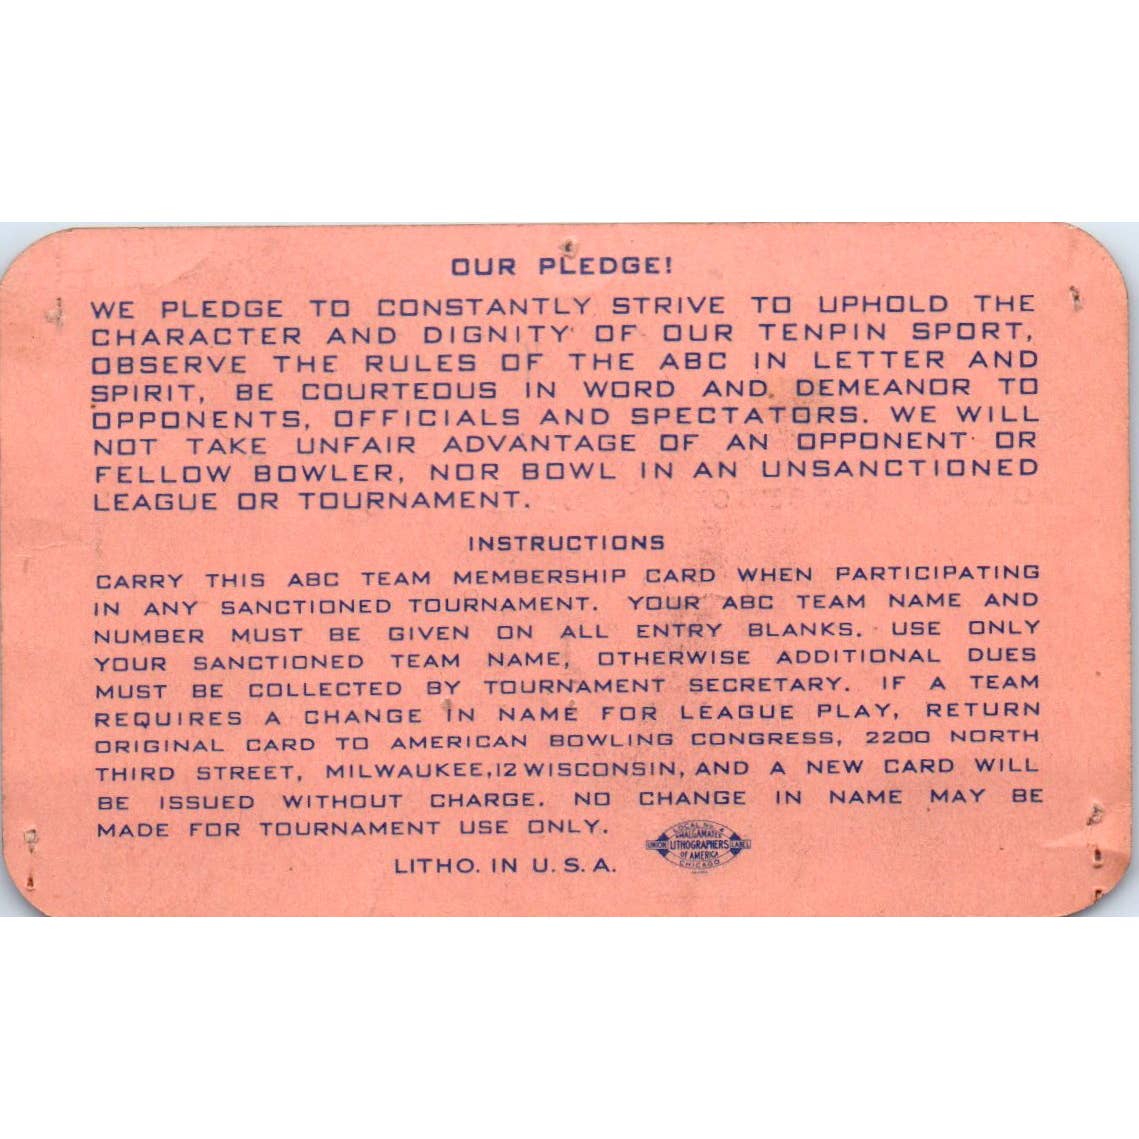 OUR PLEDGE!
WE PLEDGE TO CONSTANTLY STRIVE TO UPHOLD THE
CHARACTER AND DIGNITY OF OUR TENPIN SPORT,
OBSERVE THE RULES OF THE ABC IN LETTER AND
SPIRIT, BE COURTEOUS IN WORD AND DEMEANOR TO
OPPONENTS, OFFICIALS AND SPECTATORS. WE WILL
NOT TAKE UNFAIR ADVANTAGE OF AN OPPONENT OR
FELLOW BOWLER, NOR BOWL IN AN UNSANCTIONED
LEAGUE OR TOURNAMENT.
INSTRUCTIONS
CARRY THIS ABC TEAM MEMBERSHIP CARD WHEN PARTICIPATING
IN ANY SANCTIONED TOURNAMENT. YOUR ABC TEAM NAME AND
NUMBER MUST BE GIVEN ON ALL ENTRY BLANKS. USE ONLY
YOUR SANCTIONED TEAM NAME, OTHERWISE ADDITIONAL DUES
MUST BE COLLECTED BY TOURNAMENT SECRETARY. IF A TEAM
REQUIRES A CHANGE IN NAME FOR LEAGUE PLAY, RETURN
ORIGINAL CARD TO AMERICAN BOWLING CONGRESS, 2200 NORTH
THIRD STREET, MILWAUKEE,12 WISCONSIN, AND A NEW CARD WILL
BE ISSUED WITHOUT CHARGE. NO CHANGE IN NAME MAY BE
MADE FOR TOURNAMENT USE ONLY.
LITHO. IN U.S.A.
LOCAL NO. 4
AMALGAMATED
UNION LITHOGRAPHERS LABEL
OF AMERICA
CHICAGO